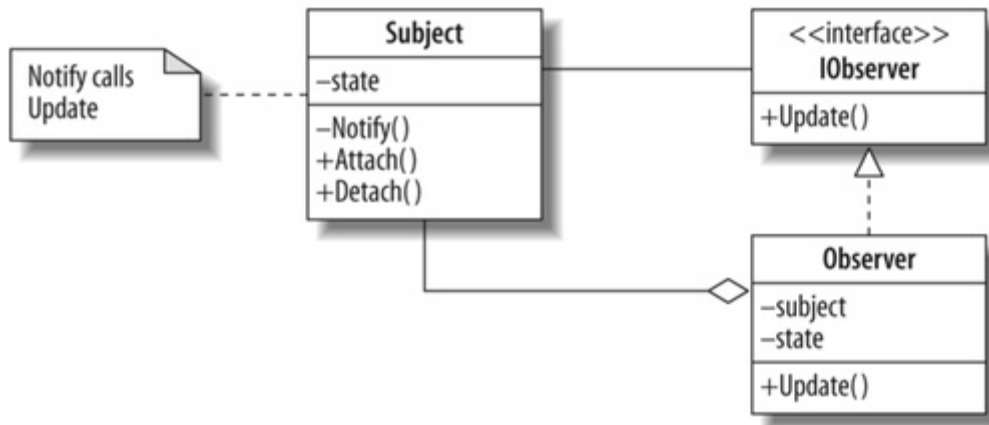 Notify calls
Update
Subject
–state
–Notify()
+Attach()
+Detach()
<<interface>>
IObserver
+Update()
Observer
–subject
–state
+Update()